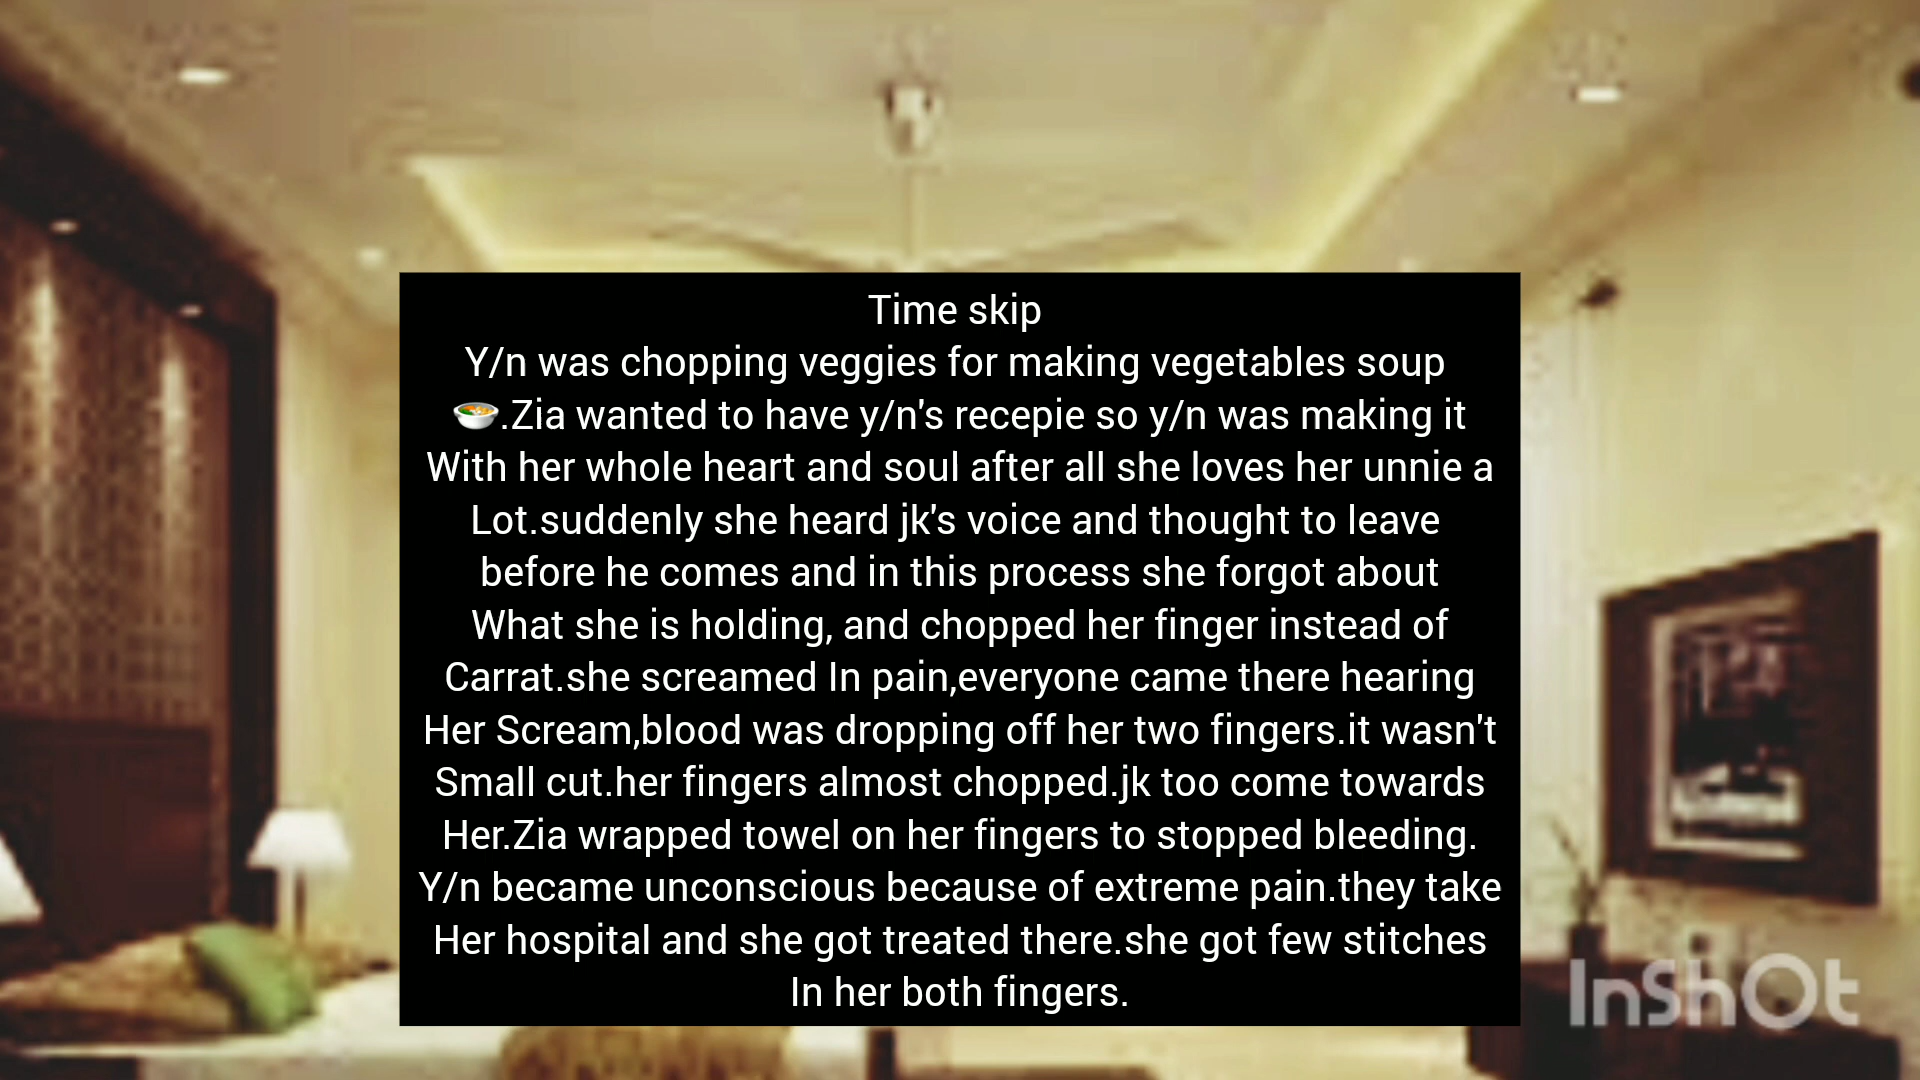 Time skip
Y/n was chopping veggies for making vegetables soup
🍲.Zia wanted to have y/n's recepie so y/n was making it
With her whole heart and soul after all she loves her unnie a
Lot.suddenly she heard jk's voice and thought to leave
before he comes and in this process she forgot about
What she is holding, and chopped her finger instead of
Carrat.she screamed In pain,everyone came there hearing
Her Scream,blood was dropping off her two fingers.it wasn't
Small cut.her fingers almost chopped.jk too come towards
Her.Zia wrapped towel on her fingers to stopped bleeding.
Y/n became unconscious because of extreme pain.they take
Her hospital and she got treated there.she got few stitches
In her both fingers.
InShOt